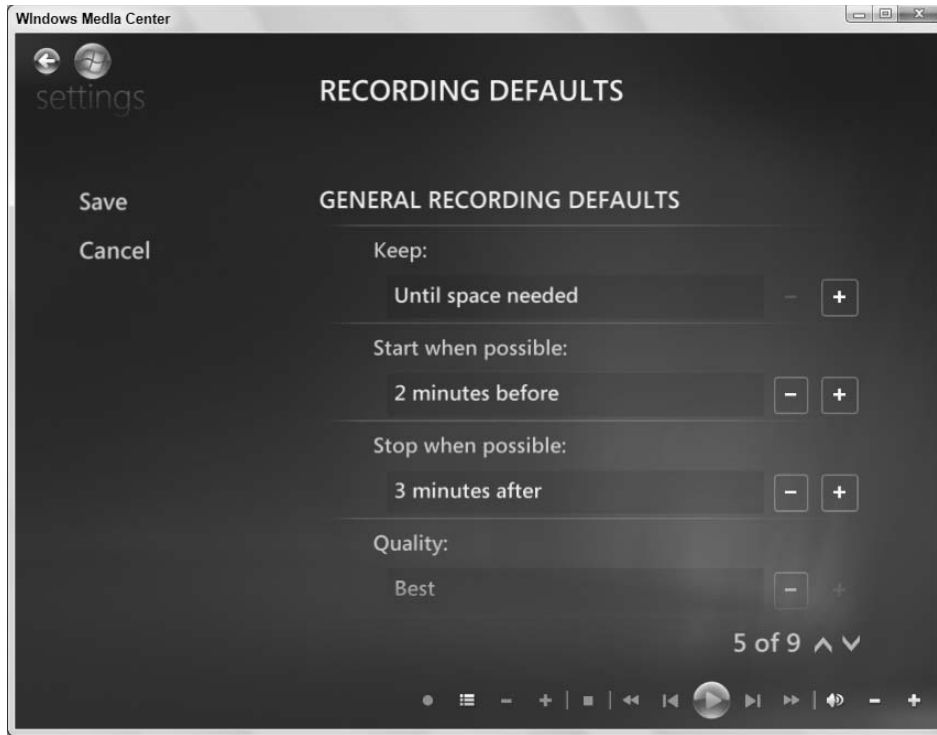 WIndows Media Center
settings
RECORDING DEFAULTS
Save
Cancel
GENERAL RECORDING DEFAULTS
Keep:
Until space needed
Start when possible:
2 minutes before
Stop when possible:
3 minutes after
Quality:
Best
5 of 9